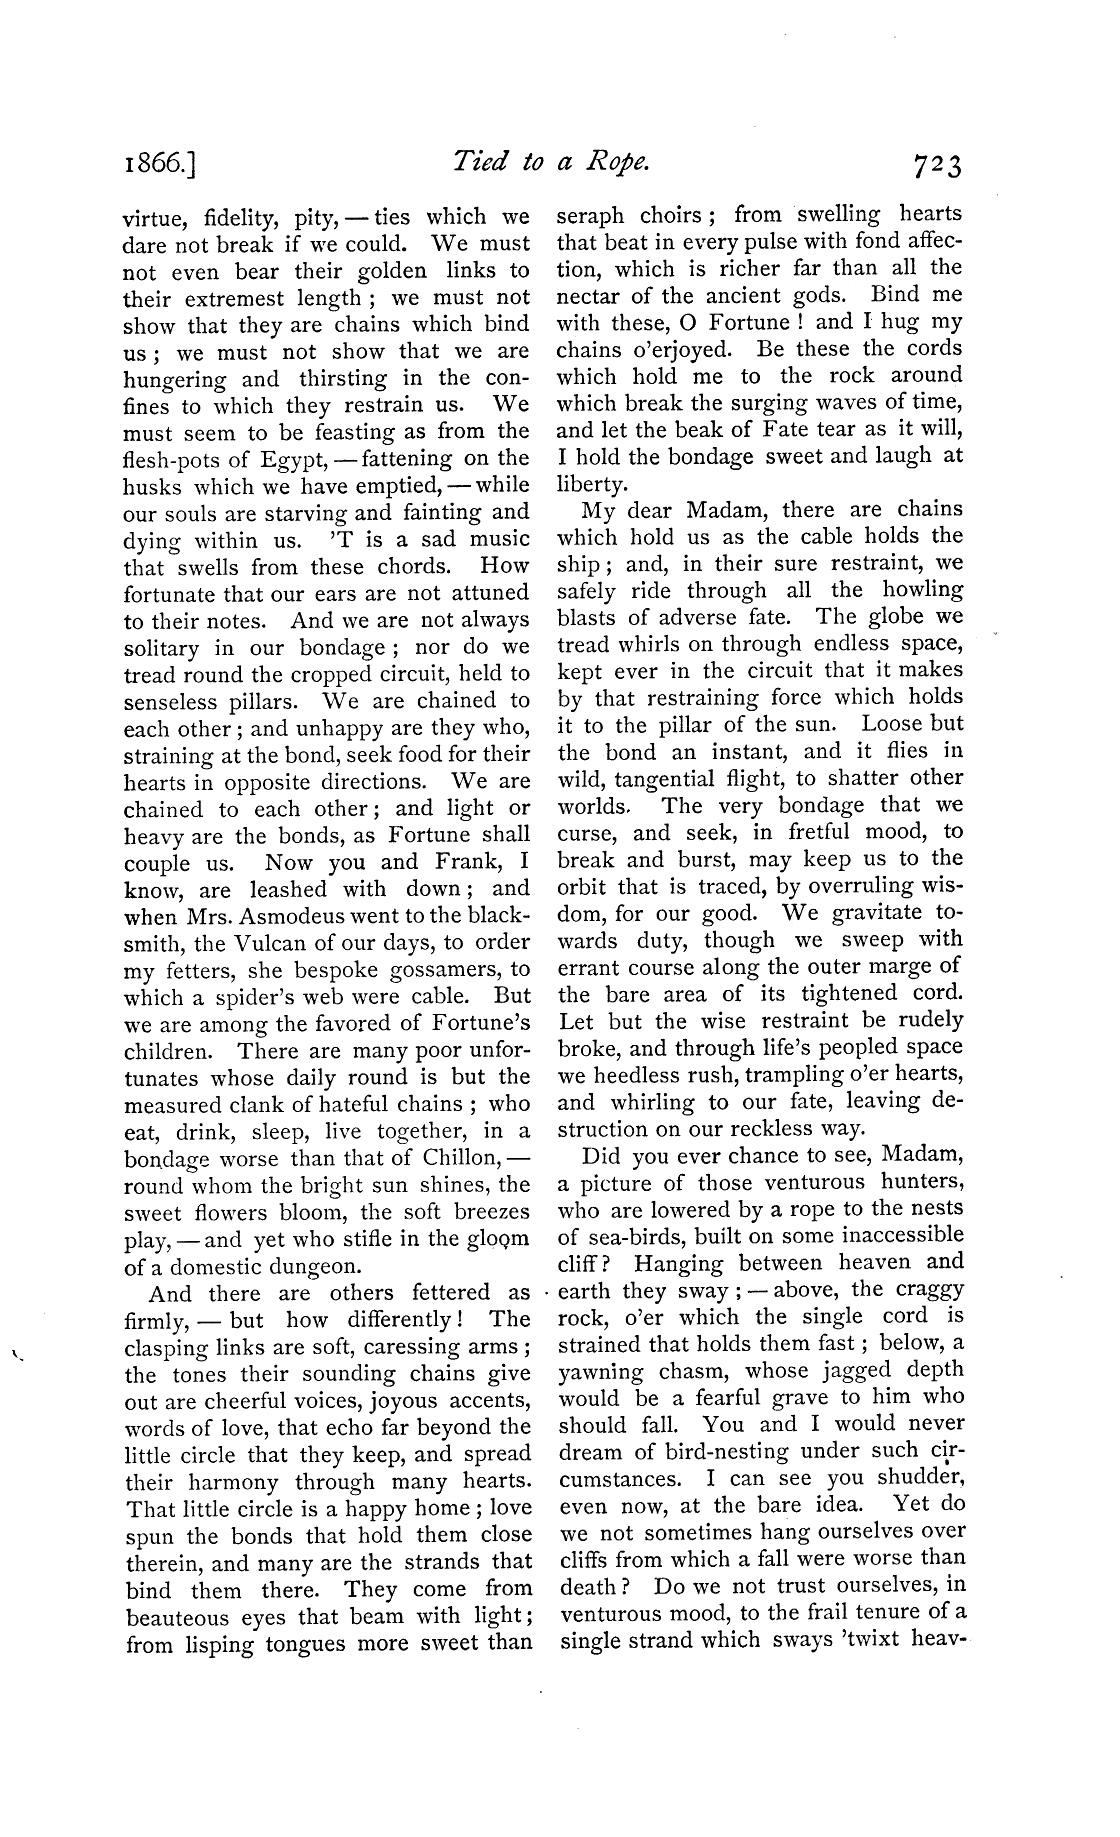 1866.] Tied to a Rope. 723
virtue, fidelity, pity, — ties which we
dare not break if we could. We must
not even bear their golden links to
their extremest length ; we must not
show that they are chains which bind
us ; we must not show that we are
hungering and thirsting in the con-
fines to which they restrain us. We
must seem to be feasting as from the
flesh-pots of Egypt, — fattening on the
husks which we have emptied, — while
our souls are starving and fainting and
dying within us. 'T is a sad music
that swells from these chords. How
fortunate that our ears are not attuned
to their notes. And we are not always
solitary in our bondage ; nor do we
tread round the cropped circuit, held to
senseless pillars. We are chained to
each other ; and unhappy are they who,
straining at the bond, seek food for their
hearts in opposite directions. We are
chained to each other ; and light or
heavy are the bonds, as Fortune shall
couple us. Now you and Frank, I
know, are leashed with down ; and
when Mrs. Asmodeus went to the black-
smith, the Vulcan of our days, to order
my fetters, she bespoke gossamers, to
which a spider's web were cable. But
we are among the favored of Fortune's
children. There are many poor unfor-
tunates whose daily round is but the
measured clank of hateful chains ; who
eat, drink, sleep, live together, in a
bondage worse than that of Chillon, —
round whom the bright sun shines, the
sweet flowers bloom, the soft breezes
play, — and yet who stifle in the gloom
of a domestic dungeon.
And there are others fettered as
firmly, — but how differently ! The
clasping links are soft, caressing arms ;
the tones their sounding chains give
out are cheerful voices, joyous accents,
words of love, that echo far beyond the
little circle that they keep, and spread
their harmony through many hearts.
That little circle is a happy home ; love
spun the bonds that hold them close
therein, and many are the strands that
bind them there. They come from
beauteous eyes that beam with light ;
from lisping tongues more sweet than
seraph choirs ; from swelling hearts
that beat in every pulse with fond affec-
tion, which is richer far than all the
nectar of the ancient gods. Bind me
with these, O Fortune ! and I hug my
chains o'erjoyed. Be these the cords
which hold me to the rock around
which break the surging waves of time,
and let the beak of Fate tear as it will,
I hold the bondage sweet and laugh at
liberty.
My dear Madam, there are chains
which hold us as the cable holds the
ship ; and, in their sure restraint, we
safely ride through all the howling
blasts of adverse fate. The globe we
tread whirls on through endless space,
kept ever in the circuit that it makes
by that restraining force which holds
it to the pillar of the sun. Loose but
the bond an instant, and it flies in
wild, tangential flight, to shatter other
worlds. The very bondage that we
curse, and seek, in fretful mood, to
break and burst, may keep us to the
orbit that is traced, by overruling wis-
dom, for our good. We gravitate to-
wards duty, though we sweep with
errant course along the outer marge of
the bare area of its tightened cord.
Let but the wise restraint be rudely
broke, and through life's peopled space
we heedless rush, trampling o'er hearts,
and whirling to our fate, leaving de-
struction on our reckless way.
Did you ever chance to see, Madam,
a picture of those venturous hunters,
who are lowered by a rope to the nests
of sea-birds, built on some inaccessible
cliff ? Hanging between heaven and
earth they sway ; — above, the craggy
rock, o'er which the single cord is
strained that holds them fast ; below, a
yawning chasm, whose jagged depth
would be a fearful grave to him who
should fall. You and I would never
dream of bird-nesting under such cir-
cumstances. I can see you shudder,
even now, at the bare idea. Yet do
we not sometimes hang ourselves over
cliffs from which a fall were worse than
death ? Do we not trust ourselves, in
venturous mood, to the frail tenure of a
single strand which sways 'twixt heav-